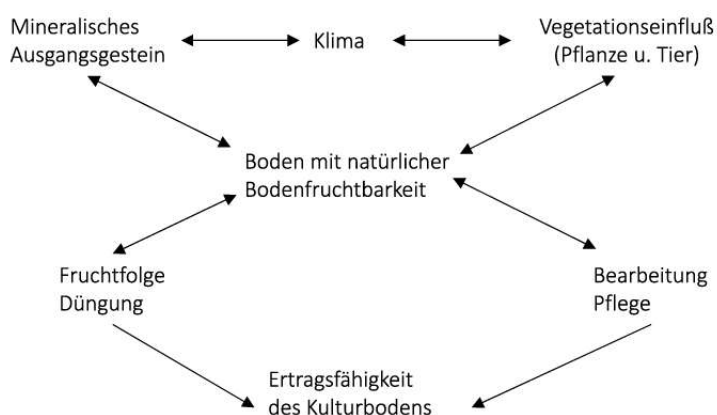 Mineralisches
Ausgangsgestein
Klima
Vegetationseinfluß
(Pflanze u. Tier)
Boden mit natürlicher
Bodenfruchtbarkeit
Fruchtfolge
Düngung
Bearbeitung
Pflege
Ertragsfähigkeit
des Kulturbodens